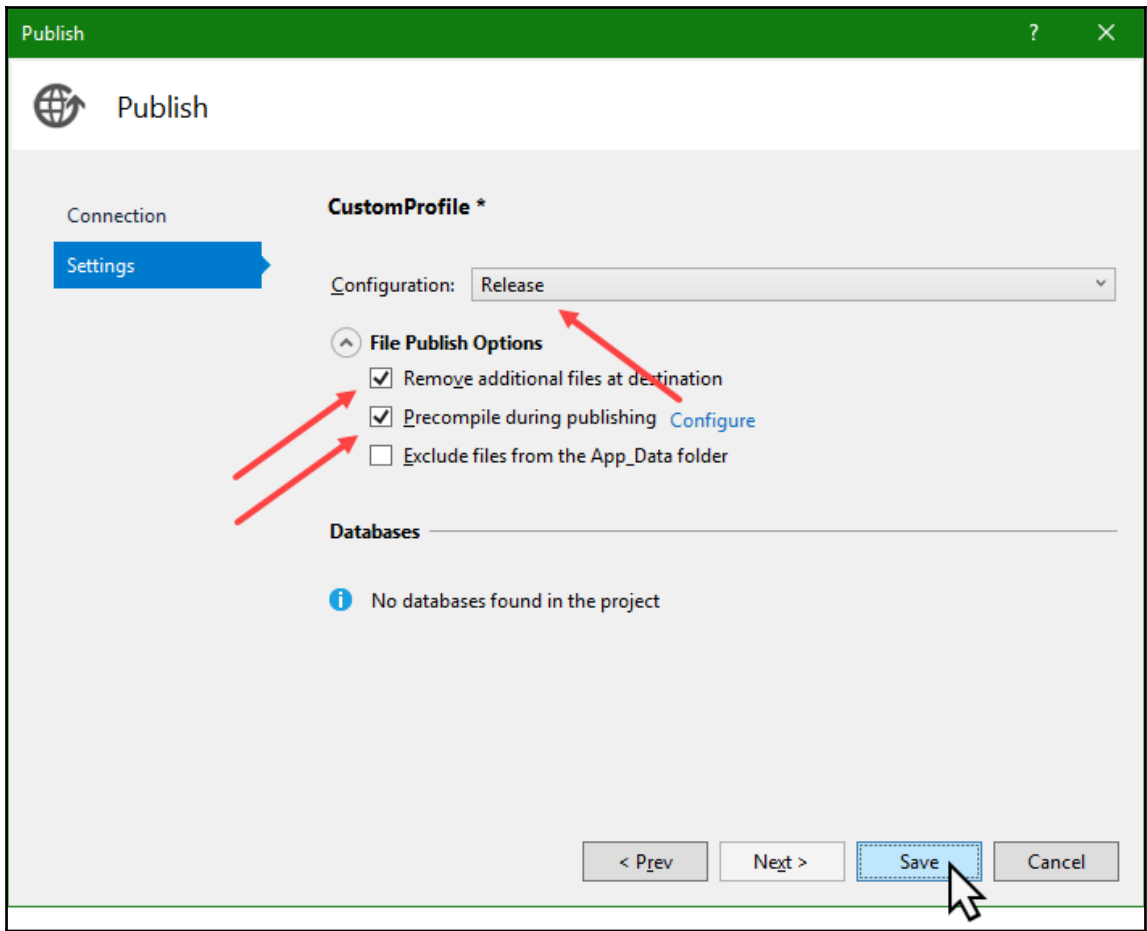 Publish
?
Publish
Connection
Settings
CustomProfile *
Configuration: Release
File Publish Options
Remove additional files at destination
Precompile during publishing Configure
Exclude files from the App_Data folder
Databases
No databases found in the project
< Prev Next > Save Cancel